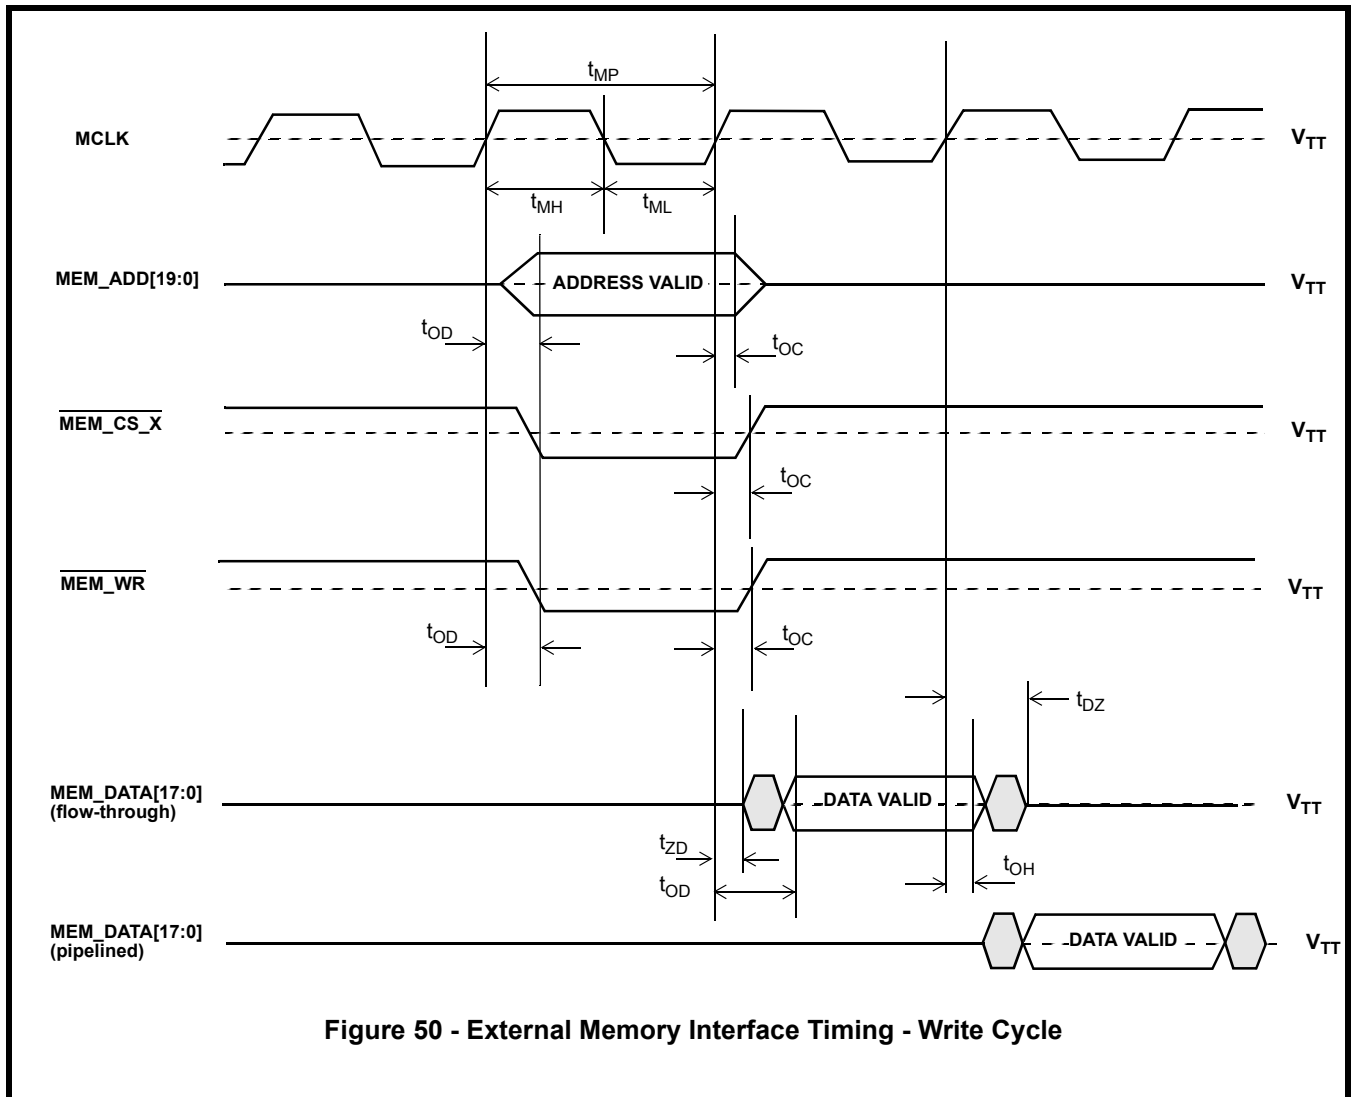 tMP
MCLK
VTT
tMH
tML
MEM_ADD[19:0]
ADDRESS VALID
VTT
tOD
tOC
MEM_CS_X
VTT
tOC
MEM_WR
VTT
tOD
tOC
tDZ
MEM_DATA[17:0]
(flow-through)
DATA VALID
VTT
tZD
tOH
tOD
MEM_DATA[17:0]
(pipelined)
DATA VALID
VTT
Figure 50 - External Memory Interface Timing - Write Cycle